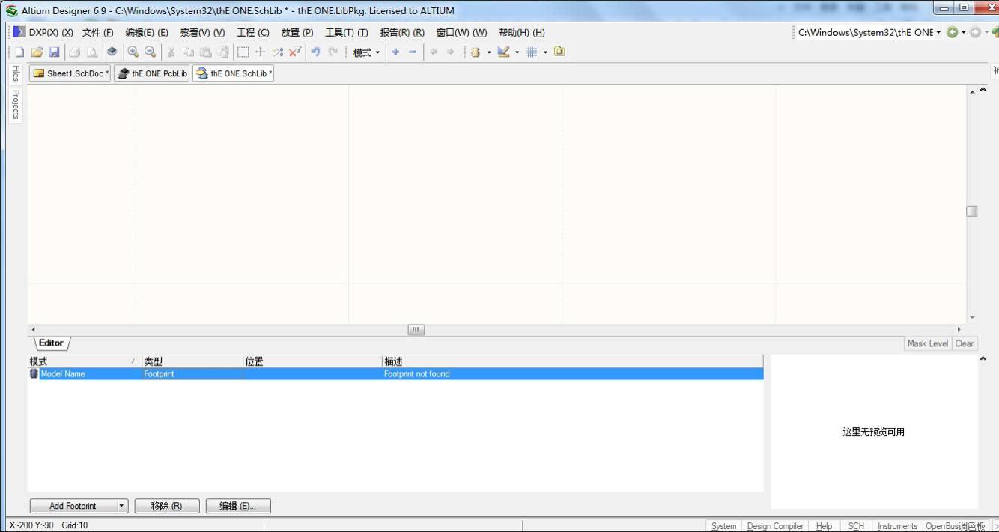 Altium Designer 6.9 - C:\Windows\System32\thE ONE.SchLib * - thE ONE.LibPkg. Licensed to ALTIUM
DXP(X) (X) 文件 (F) 编辑(E) (E) 察看(V) (V) 工程 (C) 放置 (P) 工具(T) (T) 报告(R) (R) 窗口(W) (W) 帮助(H) (H) C:\Windows\System32\thE ONE
模式
Files
Projects
Sheet1.SchDoc * thE ONE.PcbLib thE ONE.SchLib *
Editor
Mask Level Clear
模式 / 类型 位置 描述
Model Name Footprint Footprint not found
这里无预览可用
Add Footprint 移除 (R) 编辑 (E)...
X:-200 Y:-90 Grid:10 System Design Compiler Help SCH Instruments OpenBus调色板 >